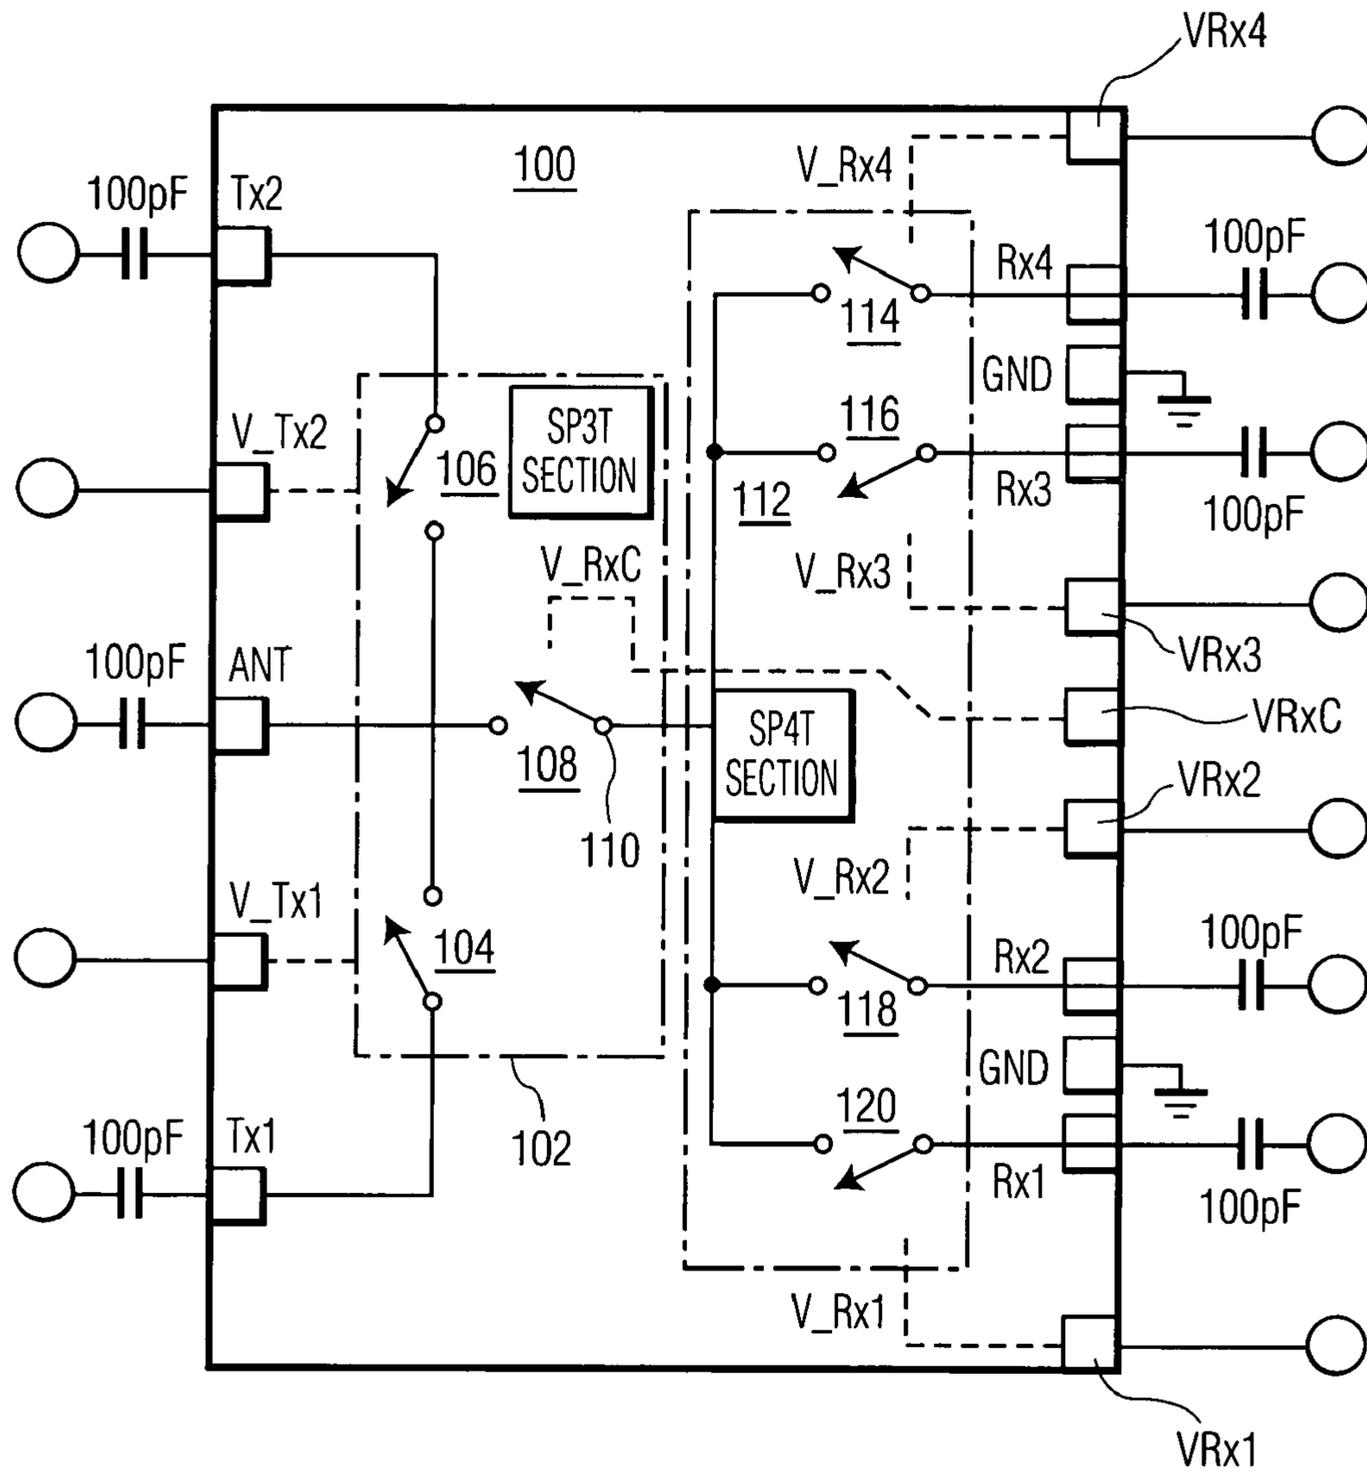 VRx4
100
V_Rx4
100pF
Tx2
100pF
Rx4
114
GND
SP3T
SECTION
116
V_Tx2
106
112
Rx3
100pF
V_RxC
V_Rx3
100pF
ANT
VRx3
SP4T
SECTION
VRxC
108
VRx2
110
V_Rx2
V_Tx1
104
100pF
Rx2
118
GND
120
100pF
Tx1
102
Rx1
100pF
V_Rx1
VRx1